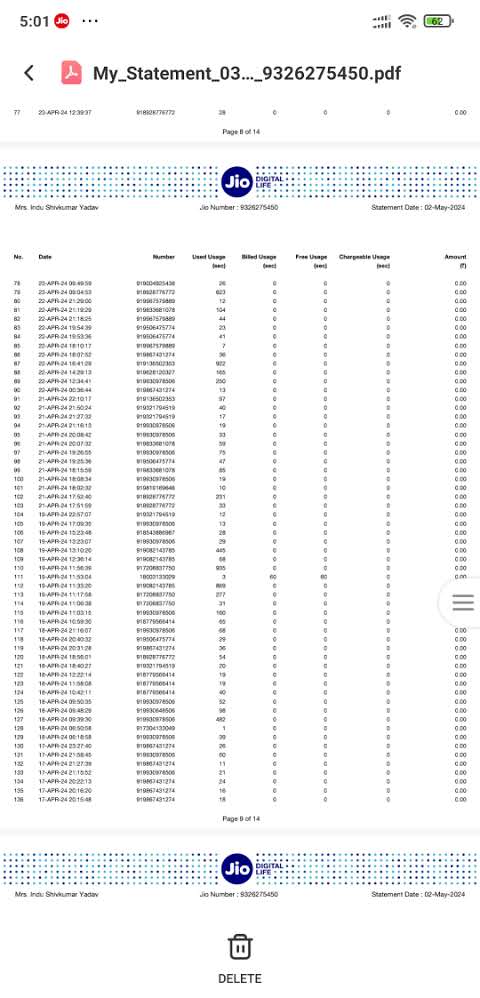 5:01 Jio ... 62
My_Statement_03..._9326275450.pdf
77 23-APR-24 12:39:37 918928776772 28 0 0 0 0.00
Page 8 of 14
Jio DIGITAL LIFE
Mrs. Indu Shivkumar Yadav Jio Number : 9326275450 Statement Date : 02-May-2024
No. Date Number Used Usage Billed Usage Free Usage Chargeable Usage Amount
(sec) (sec) (sec) (sec) (₹)
78 23-APR-24 09:49:59 919004925438 26 0 0 0 0.00
79 23-APR-24 09:04:53 918928776772 623 0 0 0 0.00
80 22-APR-24 21:29:00 919967579889 12 0 0 0 0.00
81 22-APR-24 21:19:29 919833681078 104 0 0 0 0.00
82 22-APR-24 21:18:25 919967579889 44 0 0 0 0.00
83 22-APR-24 19:54:39 919506475774 23 0 0 0 0.00
84 22-APR-24 19:53:36 919506475774 41 0 0 0 0.00
85 22-APR-24 18:10:17 919967579889 7 0 0 0 0.00
86 22-APR-24 18:07:52 919867431274 36 0 0 0 0.00
87 22-APR-24 16:41:29 919136502353 922 0 0 0 0.00
88 22-APR-24 14:29:13 919628120327 165 0 0 0 0.00
89 22-APR-24 12:34:41 919930978506 250 0 0 0 0.00
90 22-APR-24 00:36:44 919867431274 13 0 0 0 0.00
91 21-APR-24 22:10:17 919136502353 97 0 0 0 0.00
92 21-APR-24 21:50:24 919321794519 40 0 0 0 0.00
93 21-APR-24 21:27:32 919321794519 17 0 0 0 0.00
94 21-APR-24 21:16:13 919930978506 19 0 0 0 0.00
95 21-APR-24 20:08:42 919930978506 33 0 0 0 0.00
96 21-APR-24 20:07:32 919833681078 59 0 0 0 0.00
97 21-APR-24 19:26:55 919930978506 75 0 0 0 0.00
98 21-APR-24 19:25:36 919506475774 47 0 0 0 0.00
99 21-APR-24 18:15:59 919833681078 85 0 0 0 0.00
100 21-APR-24 18:08:34 919930978506 19 0 0 0 0.00
101 21-APR-24 18:02:32 919819169646 10 0 0 0 0.00
102 21-APR-24 17:52:40 918928776772 231 0 0 0 0.00
103 21-APR-24 17:51:59 918928776772 33 0 0 0 0.00
104 19-APR-24 22:57:07 919321794519 12 0 0 0 0.00
105 19-APR-24 17:09:35 919930978506 13 0 0 0 0.00
106 19-APR-24 15:23:48 918543886967 28 0 0 0 0.00
107 19-APR-24 13:23:07 919930978506 29 0 0 0 0.00
108 19-APR-24 13:10:20 919082143785 445 0 0 0 0.00
109 19-APR-24 12:36:14 919082143785 68 0 0 0 0.00
110 19-APR-24 11:56:39 917208837750 935 0 0 0 0.00
111 19-APR-24 11:53:04 18002133029 3 60 60 0 0.00
112 19-APR-24 11:33:20 919082143785 869 0 0 0
113 19-APR-24 11:17:58 917208837750 277 0 0 0
114 19-APR-24 11:06:38 917208837750 31 0 0 0
115 19-APR-24 11:03:15 919930978506 160 0 0 0
116 19-APR-24 10:59:30 918779566414 65 0 0 0
117 18-APR-24 21:16:07 919930978506 68 0 0 0 0.00
118 18-APR-24 20:40:32 919506475774 29 0 0 0 0.00
119 18-APR-24 20:31:28 919867431274 36 0 0 0 0.00
120 18-APR-24 18:56:01 918928776772 54 0 0 0 0.00
121 18-APR-24 18:40:27 919321794519 20 0 0 0 0.00
122 18-APR-24 12:22:14 918779566414 19 0 0 0 0.00
123 18-APR-24 11:58:08 918779566414 19 0 0 0 0.00
124 18-APR-24 10:42:11 918779566414 40 0 0 0 0.00
125 18-APR-24 09:50:35 919930978506 52 0 0 0 0.00
126 18-APR-24 09:48:29 919930648506 98 0 0 0 0.00
127 18-APR-24 09:39:30 919930978506 482 0 0 0 0.00
128 18-APR-24 06:50:58 917304133049 1 0 0 0 0.00
129 18-APR-24 06:18:58 919930978506 39 0 0 0 0.00
130 17-APR-24 23:27:40 919867431274 26 0 0 0 0.00
131 17-APR-24 21:58:45 919930978506 60 0 0 0 0.00
132 17-APR-24 21:27:39 919867431274 11 0 0 0 0.00
133 17-APR-24 21:15:52 919930978506 21 0 0 0 0.00
134 17-APR-24 20:22:13 919867431274 24 0 0 0 0.00
135 17-APR-24 20:16:20 919867431274 16 0 0 0 0.00
136 17-APR-24 20:15:48 919867431274 18 0 0 0 0.00
Page 9 of 14
Jio DIGITAL LIFE
Mrs. Indu Shivkumar Yadav Jio Number : 9326275450 Statement Date : 02-May-2024
DELETE